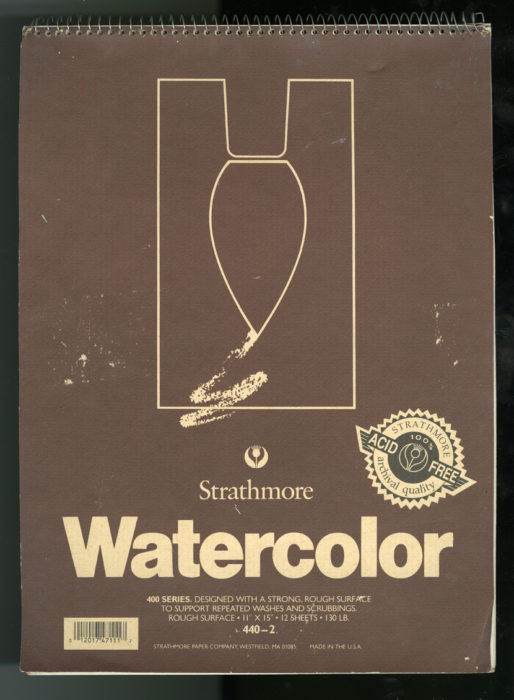 STRATHMORE
100%
ACID FREE
archival quality
Strathmore
Watercolor
400 SERIES. DESIGNED WITH A STRONG, ROUGH SURFACE
TO SUPPORT REPEATED WASHES AND SCRUBBINGS.
ROUGH SURFACE • 11" X 15" • 12 SHEETS • 130 LB.
440–2
STRATHMORE PAPER COMPANY, WESTFIELD, MA 01085 MADE IN THE U.S.A.